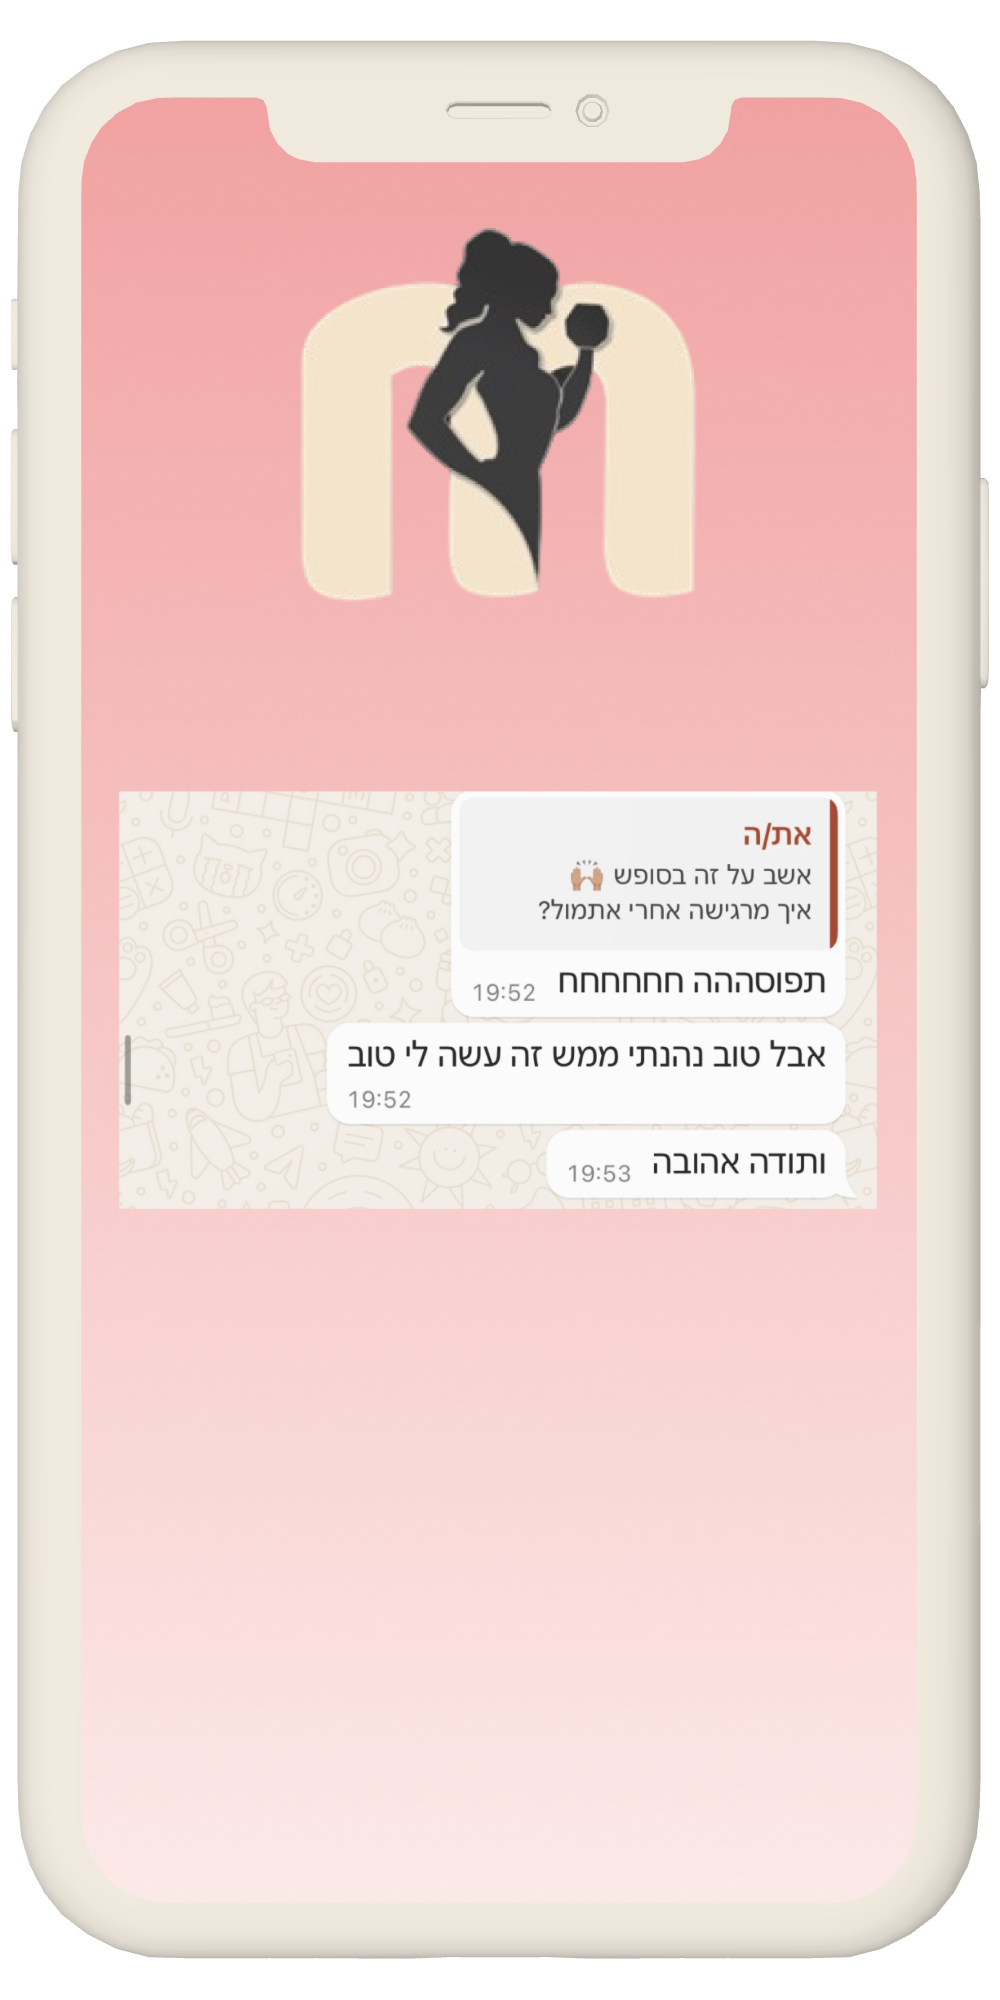 m
את/ה
אשב על זה בסופש 🙌🏼
איך מרגישה אחרי אתמול?
תפוסההה חחחחחח
19:52
אבל טוב נהנתי ממש זה עשה לי טוב
19:52
ותודה אהובה
19:53